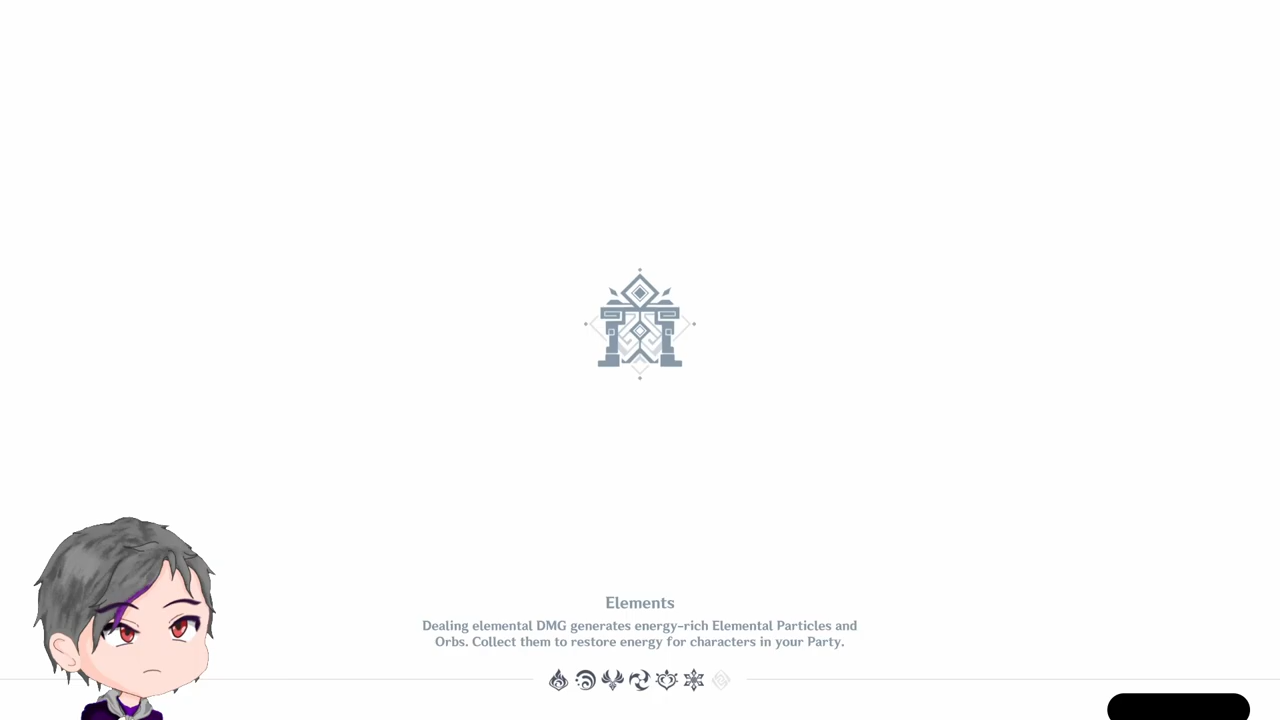 Elements
Dealing elemental DMG generates energy-rich Elemental Particles and
Orbs. Collect them to restore energy for characters in your Party.